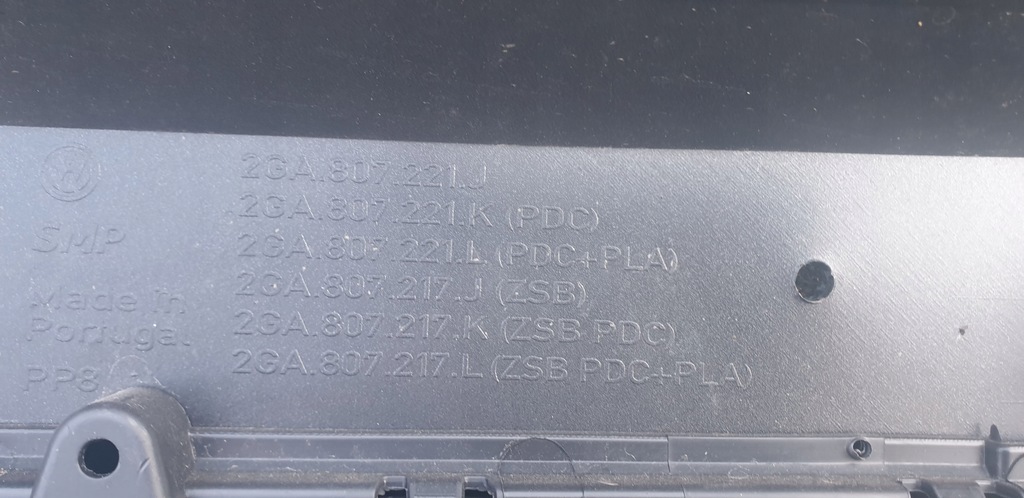 2GA.807.221.J
2GA.807.221.K (PDC)
2GA.807.221.L (PDC+PLA)
2GA.807.217.J (ZSB)
2GA.807.217.K (ZSB PDC)
2GA.807.217.L (ZSB PDC+PLA)
SMP
Made in
Portugal
PP8